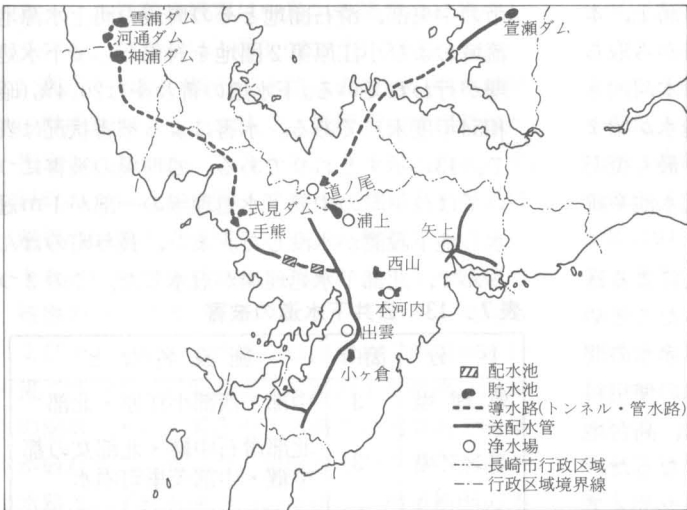 雪浦ダム
河通ダム
神浦ダム
萱瀬ダム
道ノ尾
式見ダム
手熊
浦上
矢上
西山
本河内
出雲
小ヶ倉
配水池
貯水池
導水路(トンネル・管水路)
送配水管
浄水場
長崎市行政区域
行政区域境界線